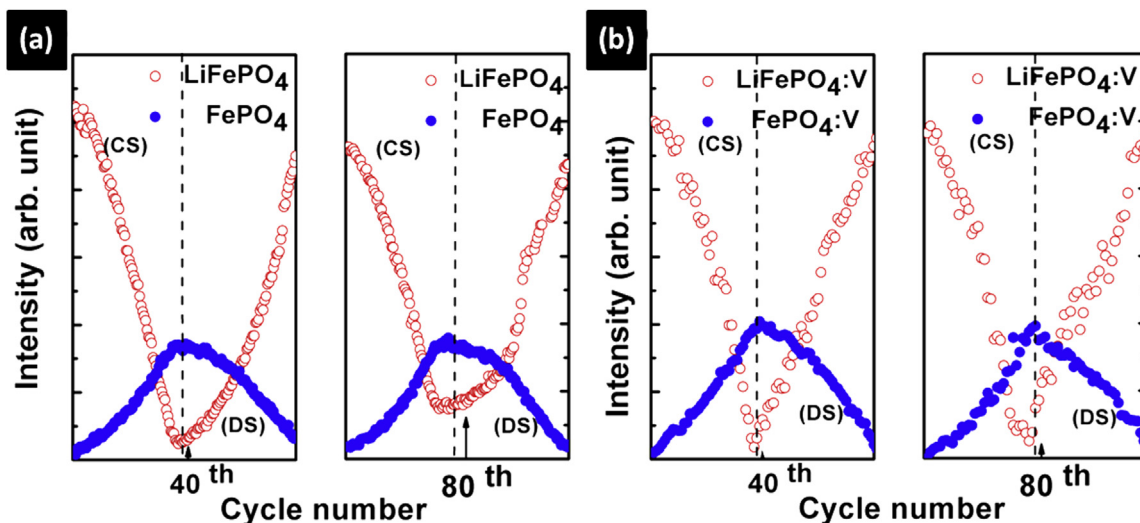 (a)
LiFePO4
FePO4
(CS)
(DS)
40 th
LiFePO4
FePO4
(CS)
(DS)
80 th
Intensity (arb. unit)
Cycle number
(b)
LiFePO4:V
FePO4:V
(CS)
(DS)
40 th
LiFePO4:V
FePO4:V
(CS)
(DS)
80 th
Intensity (arb. unit)
Cycle number